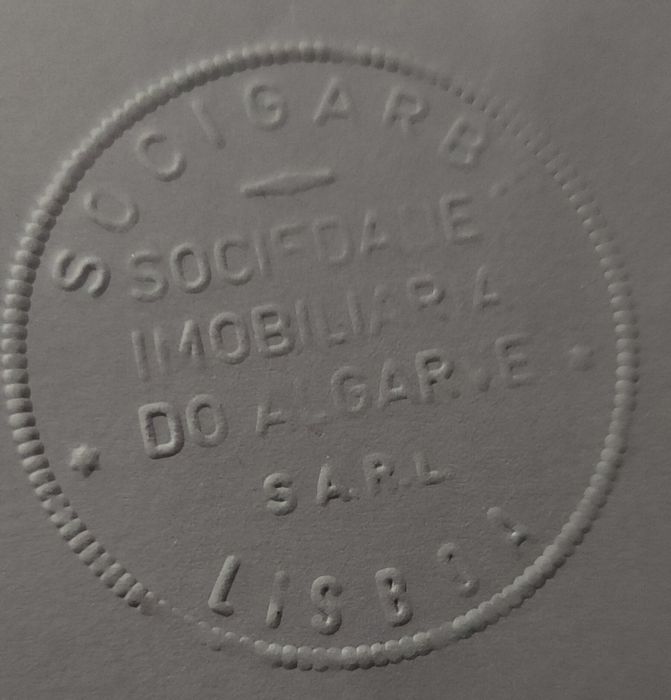 SOCIGARB
SOCIEDADE
IMOBILIARIA
DO ALGARVE
S.A.R.L.
LISBOA